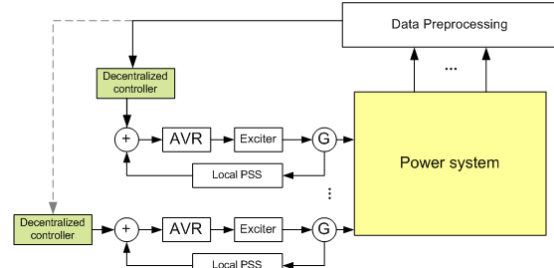 Data Preprocessing
Decentralized
controller
...
+
AVR
Exciter
G
Local PSS
Power system
...
Decentralized
controller
+
AVR
Exciter
G
Local PSS